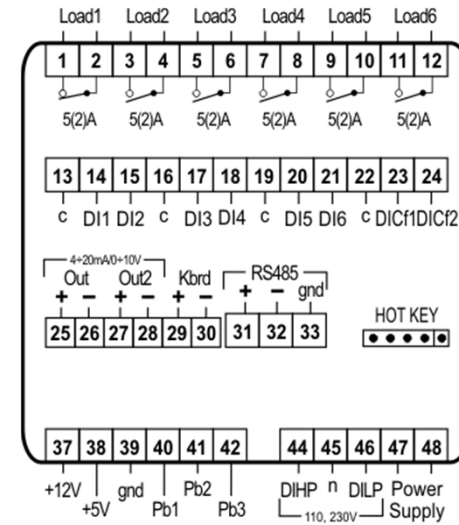 Load1 Load2 Load3 Load4 Load5 Load6
1 2 3 4 5 6 7 8 9 10 11 12
5(2)A 5(2)A 5(2)A 5(2)A 5(2)A 5(2)A
13 14 15 16 17 18 19 20 21 22 23 24
c DI1 DI2 c DI3 DI4 c DI5 DI6 c DICf1 DICf2
4÷20mA/0÷10V
Out Out2 Kbrd RS485
+ − + − + − + − gnd
25 26 27 28 29 30 31 32 33
HOT KEY
37 38 39 40 41 42 44 45 46 47 48
+12V +5V gnd Pb1 Pb2 Pb3 DIHP n DILP Power Supply
110, 230V